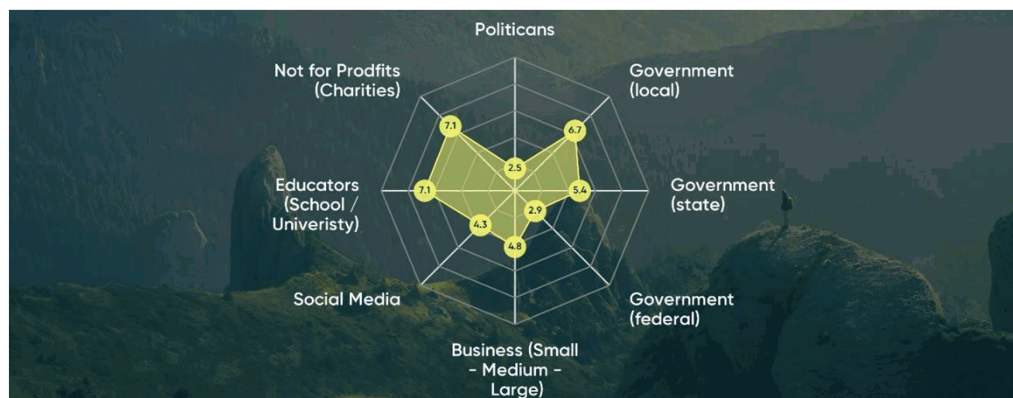 Politicans
Not for Prodfits
(Charities)
Government
(local)
7.1
6.7
2.5
Educators
(School /
Univeristy)
7.1
5.4
Government
(state)
2.9
4.3
4.8
Social Media
Government
(federal)
Business (Small
- Medium -
Large)